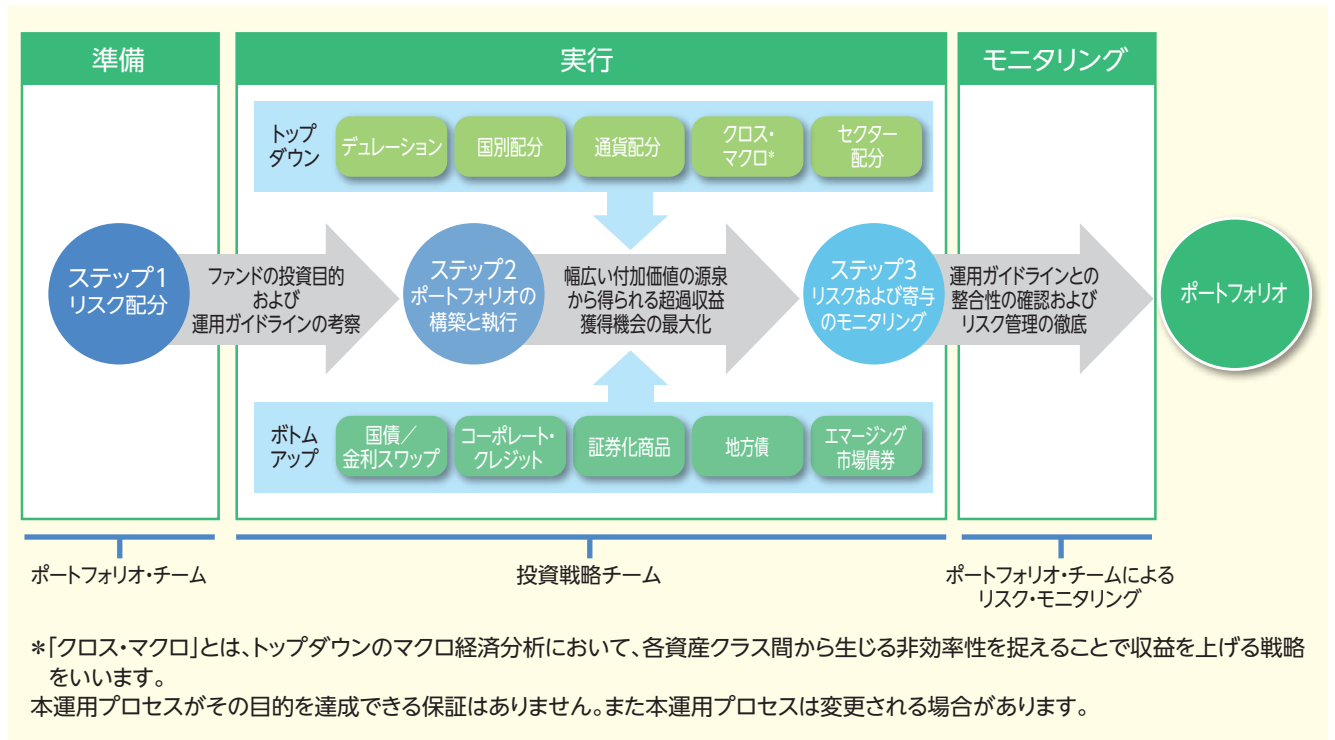 準備
実行
モニタリング
トップ
ダウン
デュレーション
国別配分
通貨配分
クロス・
マクロ*
セクター
配分
ステップ1
リスク配分
ファンドの投資目的
および
運用ガイドラインの考察
ステップ2
ポートフォリオの
構築と執行
幅広い付加価値の源泉
から得られる超過収益
獲得機会の最大化
ステップ3
リスクおよび寄与
のモニタリング
運用ガイドラインとの
整合性の確認および
リスク管理の徹底
ポートフォリオ
ボトム
アップ
国債／
金利スワップ
コーポレート・
クレジット
証券化商品
地方債
エマージング
市場債券
ポートフォリオ・チーム
投資戦略チーム
ポートフォリオ・チームによる
リスク・モニタリング
*「クロス・マクロ」とは、トップダウンのマクロ経済分析において、各資産クラス間から生じる非効率性を捉えることで収益を上げる戦略
をいいます。
本運用プロセスがその目的を達成できる保証はありません。また本運用プロセスは変更される場合があります。